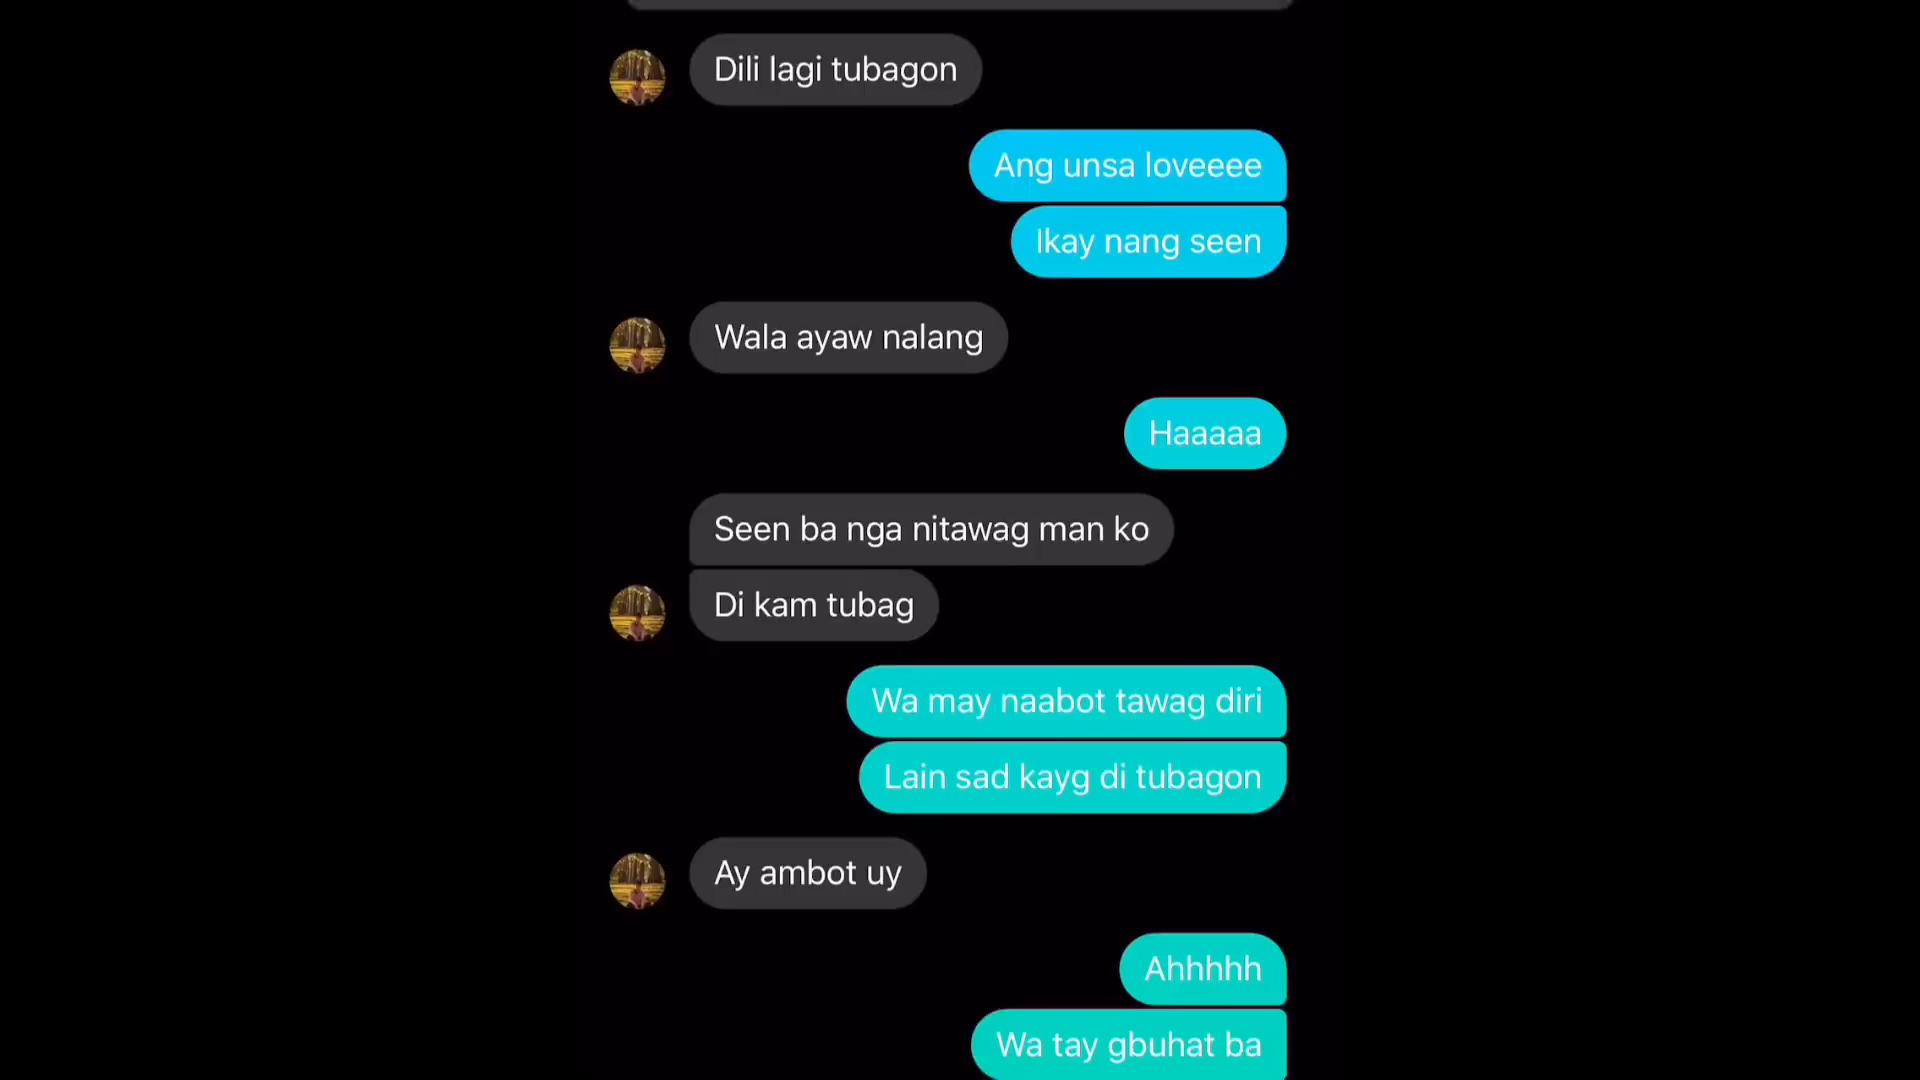 Dili lagi tubagon
Ang unsa loveeee
Ikay nang seen
Wala ayaw nalang
Haaaaa
Seen ba nga nitawag man ko
Di kam tubag
Wa may naabot tawag diri
Lain sad kayg di tubagon
Ay ambot uy
Ahhhhh
Wa tay gbuhat ba